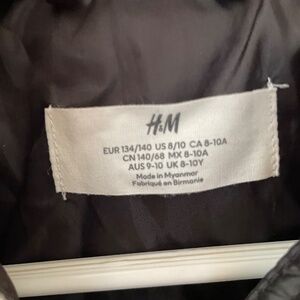 H&M
EUR 134/140 US 8/10 CA 8-10A
CN 140/68 MX 8-10A
AUS 9-10 UK 8-10Y
Made in Myanmar
Fabriqué en Birmanie